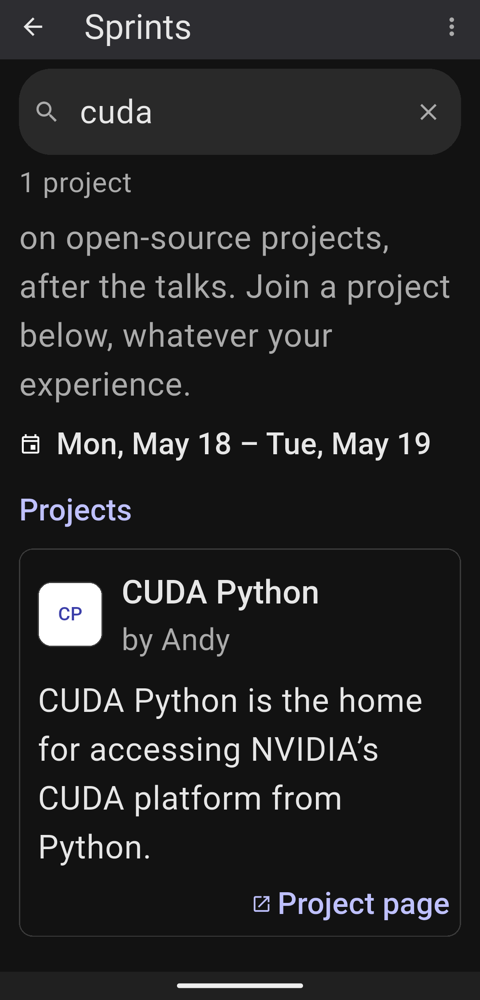 Sprints
cuda
1 project
on open-source projects,
after the talks. Join a project
below, whatever your
experience.
Mon, May 18 – Tue, May 19
Projects
CP
CUDA Python
by Andy
CUDA Python is the home
for accessing NVIDIA’s
CUDA platform from
Python.
Project page